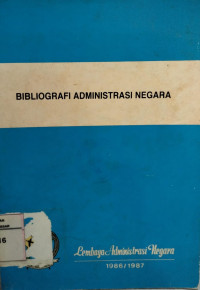 BIBLIOGRAFI ADMINISTRASI NEGARA
Lembaga Administrasi Negara
1986/1987